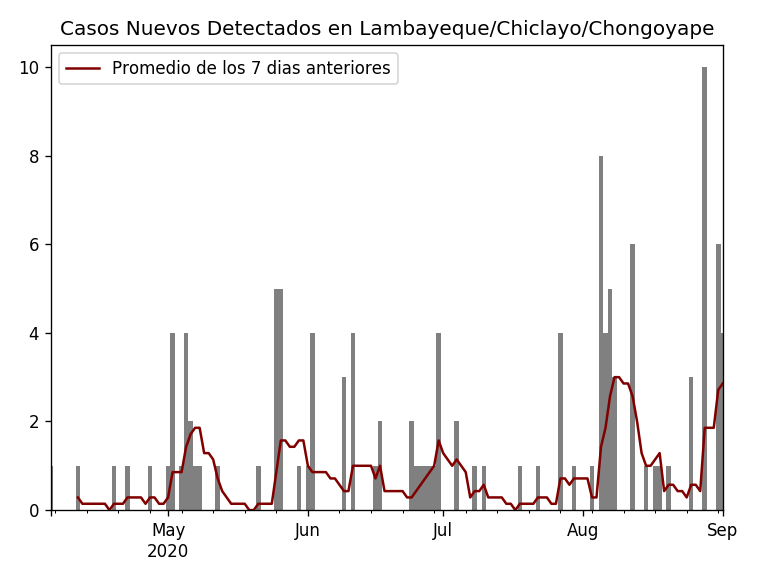 Casos Nuevos Detectados en Lambayeque/Chiclayo/Chongoyape
Promedio de los 7 dias anteriores
10
8
6
4
2
0
May Jun Jul Aug Sep
2020